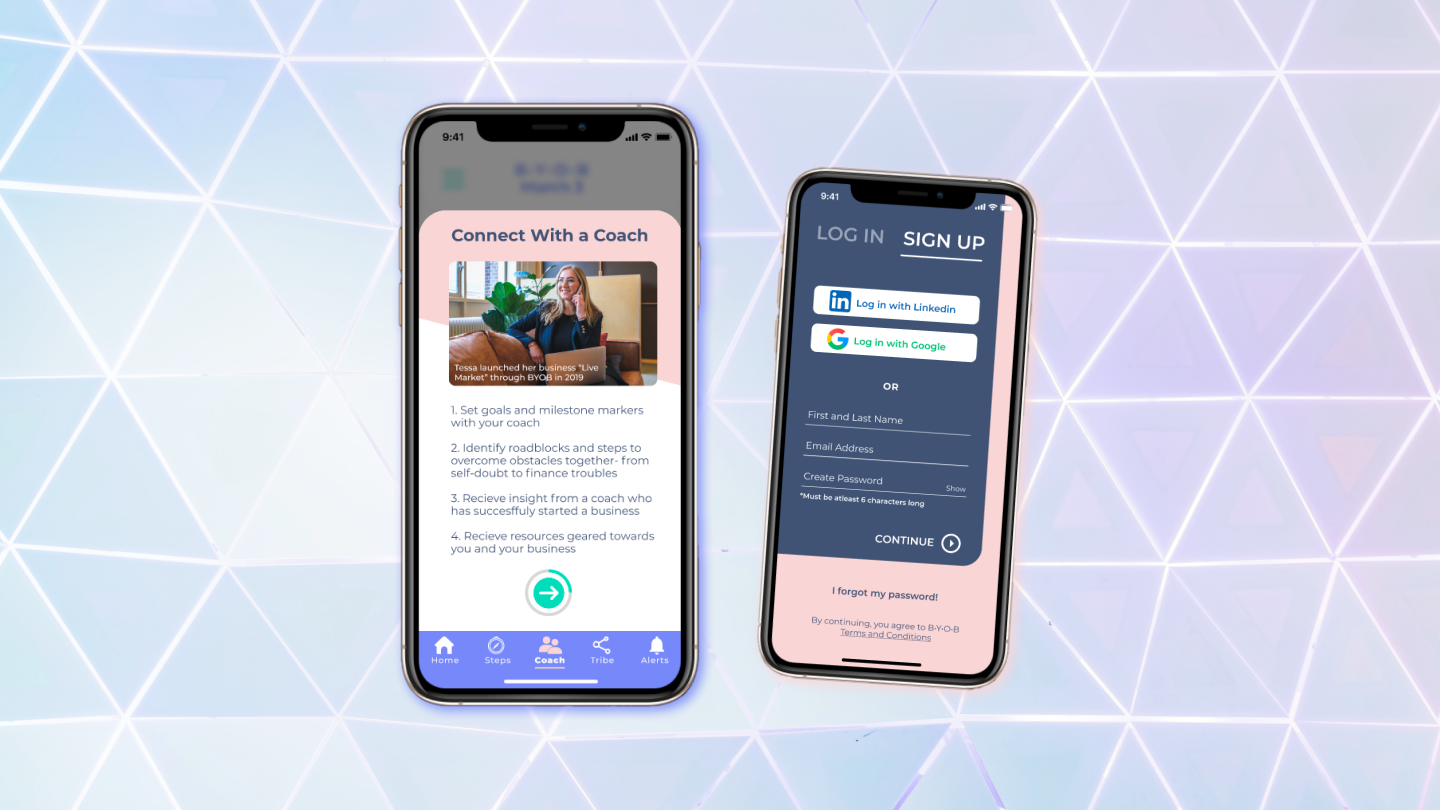 9:41
B-Y-O-B
Connect With a Coach
Tessa launched her business "Live
Market" through BYOB in 2019
1. Set goals and milestone markers
with your coach
2. Identify roadblocks and steps to
overcome obstacles together- from
self-doubt to finance troubles
3. Recieve insight from a coach who
has succesffuly started a business
4. Recieve resources geared towards
you and your business
Home
Steps
Coach
Tribe
Alerts
9:41
LOG IN
SIGN UP
in
Log in with Linkedin
G
Log in with Google
OR
First and Last Name
Email Address
Create Password
Show
*Must be atleast 6 characters long
CONTINUE
I forgot my password!
By continuing, you agree to B-Y-O-B
Terms and Conditions